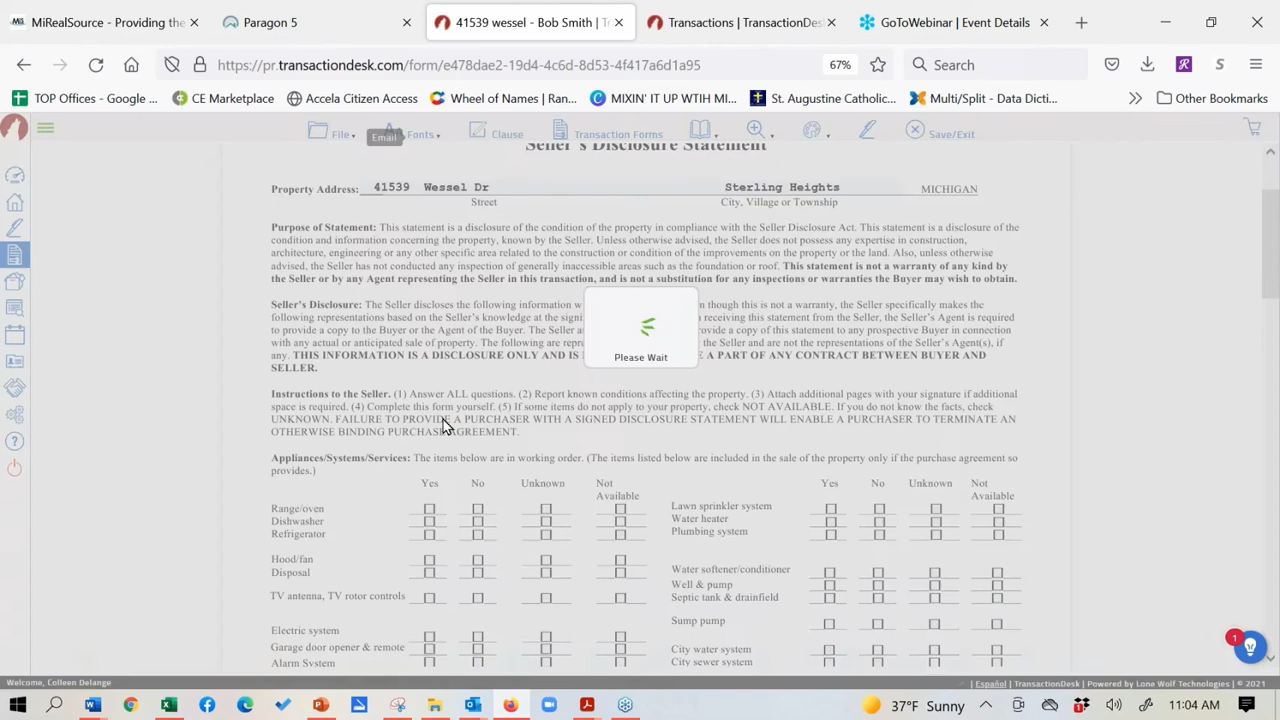 MiRealSource - Providing the
Paragon 5
41539 wessel - Bob Smith | T
Transactions | TransactionDes
GoToWebinar | Event Details
https://pr.transactiondesk.com/form/e478dae2-19d4-4c6d-8d53-4f417a6d1a95
67%
Search
TOP Offices - Google ...
CE Marketplace
Accela Citizen Access
Wheel of Names | Ran...
MIXIN' IT UP WTIH MI...
St. Augustine Catholic...
Multi/Split - Data Dicti...
Other Bookmarks
File
Email
Fonts
Clause
Transaction Forms
Save/Exit
Seller's Disclosure Statement
Property Address: 41539 Wessel Dr Sterling Heights MICHIGAN
Street City, Village or Township
Purpose of Statement: This statement is a disclosure of the condition of the property in compliance with the Seller Disclosure Act. This statement is a disclosure of the
condition and information concerning the property, known by the Seller. Unless otherwise advised, the Seller does not possess any expertise in construction,
architecture, engineering or any other specific area related to the construction or condition of the improvements on the property or the land. Also, unless otherwise
advised, the Seller has not conducted any inspection of generally inaccessible areas such as the foundation or roof. This statement is not a warranty of any kind by
the Seller or by any Agent representing the Seller in this transaction, and is not a substitution for any inspections or warranties the Buyer may wish to obtain.
Seller's Disclosure: The Seller discloses the following information w n though this is not a warranty, the Seller specifically makes the
following representations based on the Seller's knowledge at the signi receiving this statement from the Seller, the Seller's Agent is required
to provide a copy to the Buyer or the Agent of the Buyer. The Seller a rovide a copy of this statement to any prospective Buyer in connection
with any actual or anticipated sale of property. The following are repres and are not the representations of the Seller's Agent(s), if
any. THIS INFORMATION IS A DISCLOSURE ONLY AND IS A PART OF ANY CONTRACT BETWEEN BUYER AND
SELLER.
Please Wait
Instructions to the Seller. (1) Answer ALL questions. (2) Report known conditions affecting the property. (3) Attach additional pages with your signature if additional
space is required. (4) Complete this form yourself. (5) If some items do not apply to your property, check NOT AVAILABLE. If you do not know the facts, check
UNKNOWN. FAILURE TO PROVIDE A PURCHASER WITH A SIGNED DISCLOSURE STATEMENT WILL ENABLE A PURCHASER TO TERMINATE AN
OTHERWISE BINDING PURCHASE AGREEMENT.
Appliances/Systems/Services: The items below are in working order. (The items listed below are included in the sale of the property only if the purchase agreement so
provides.)
Yes No Unknown Not Available
Yes No Unknown Not Available
Range/oven
Dishwasher
Refrigerator
Hood/fan
Disposal
TV antenna, TV rotor controls
Electric system
Garage door opener & remote
Alarm System
Lawn sprinkler system
Water heater
Plumbing system
Water softener/conditioner
Well & pump
Septic tank & drainfield
Sump pump
City water system
City sewer system
1
Welcome, Colleen Delange
| Español | TransactionDesk | Powered by Lone Wolf Technologies | © 2021
37°F Sunny
11:04 AM